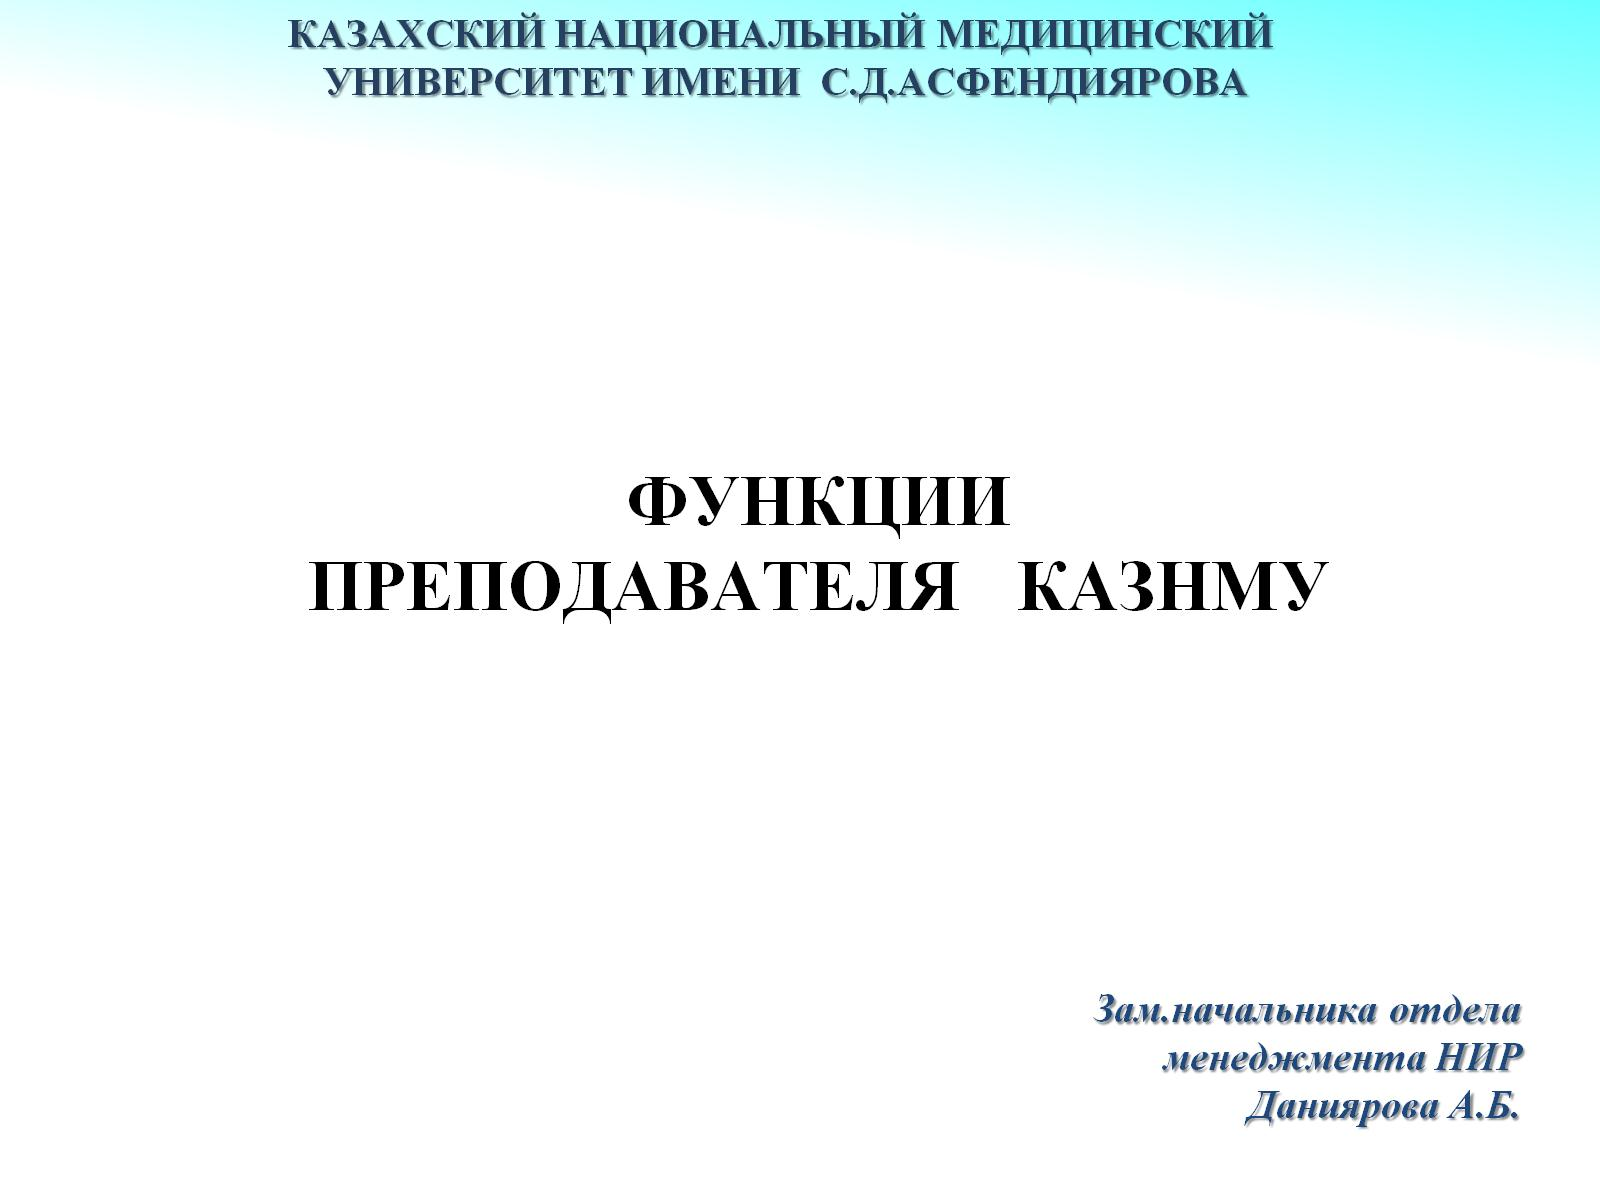 КАЗАХСКИЙ НАЦИОНАЛЬНЫЙ МЕДИЦИНСКИЙ
УНИВЕРСИТЕТ ИМЕНИ С.Д.АСФЕНДИЯРОВА
ФУНКЦИИ
ПРЕПОДАВАТЕЛЯ КАЗНМУ
Зам.начальника отдела
менеджмента НИР
Даниярова А.Б.